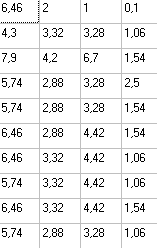 6,46 2 1 0,1
4,3 3,32 3,28 1,06
7,9 4,2 6,7 1,54
5,74 2,88 3,28 2,5
5,74 2,88 3,28 1,54
6,46 2,88 4,42 1,54
6,46 3,32 4,42 1,06
5,74 3,32 4,42 1,06
6,46 3,32 4,42 1,54
5,74 2,88 3,28 1,06